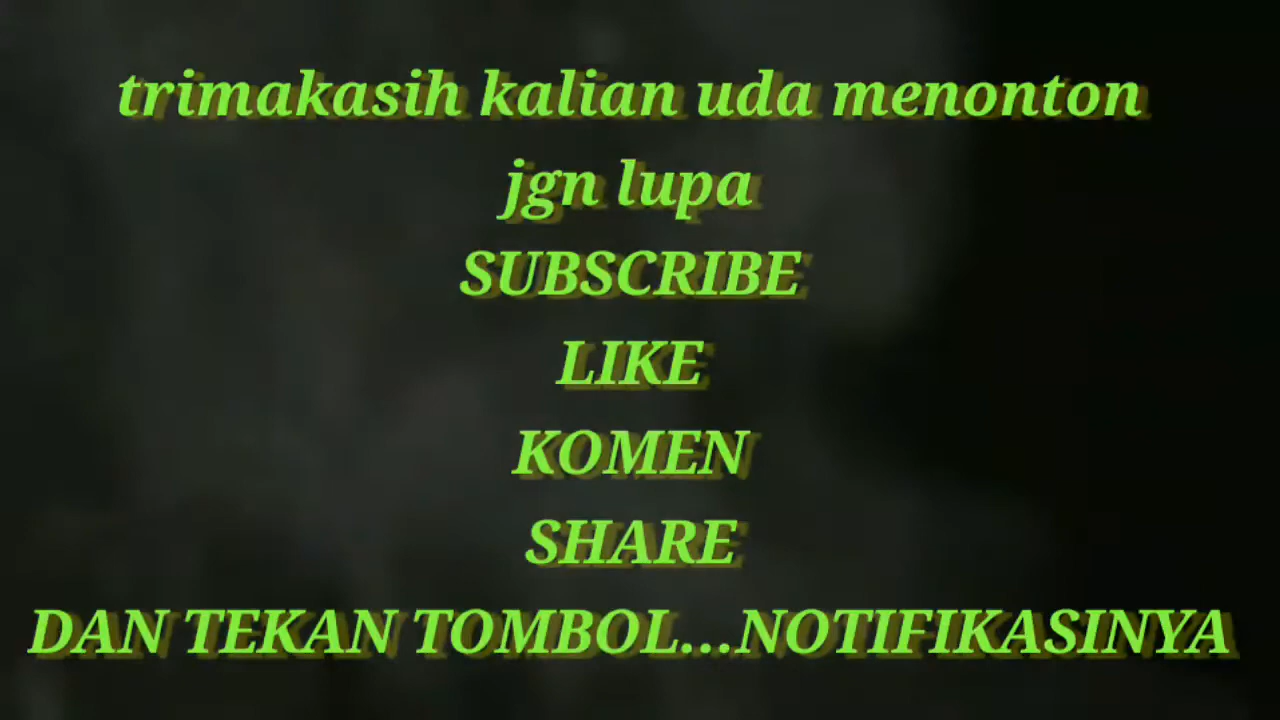 trimakasih kalian uda menonton
jgn lupa
SUBSCRIBE
LIKE
KOMEN
SHARE
DAN TEKAN TOMBOL...NOTIFIKASINYA